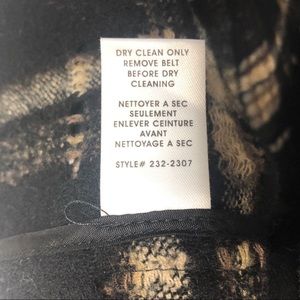 DRY CLEAN ONLY
REMOVE BELT
BEFORE DRY
CLEANING
NETTOYER A SEC
SEULEMENT
ENLEVER CEINTURE
AVANT
NETTOYAGE A SEC
STYLE# 232-2307